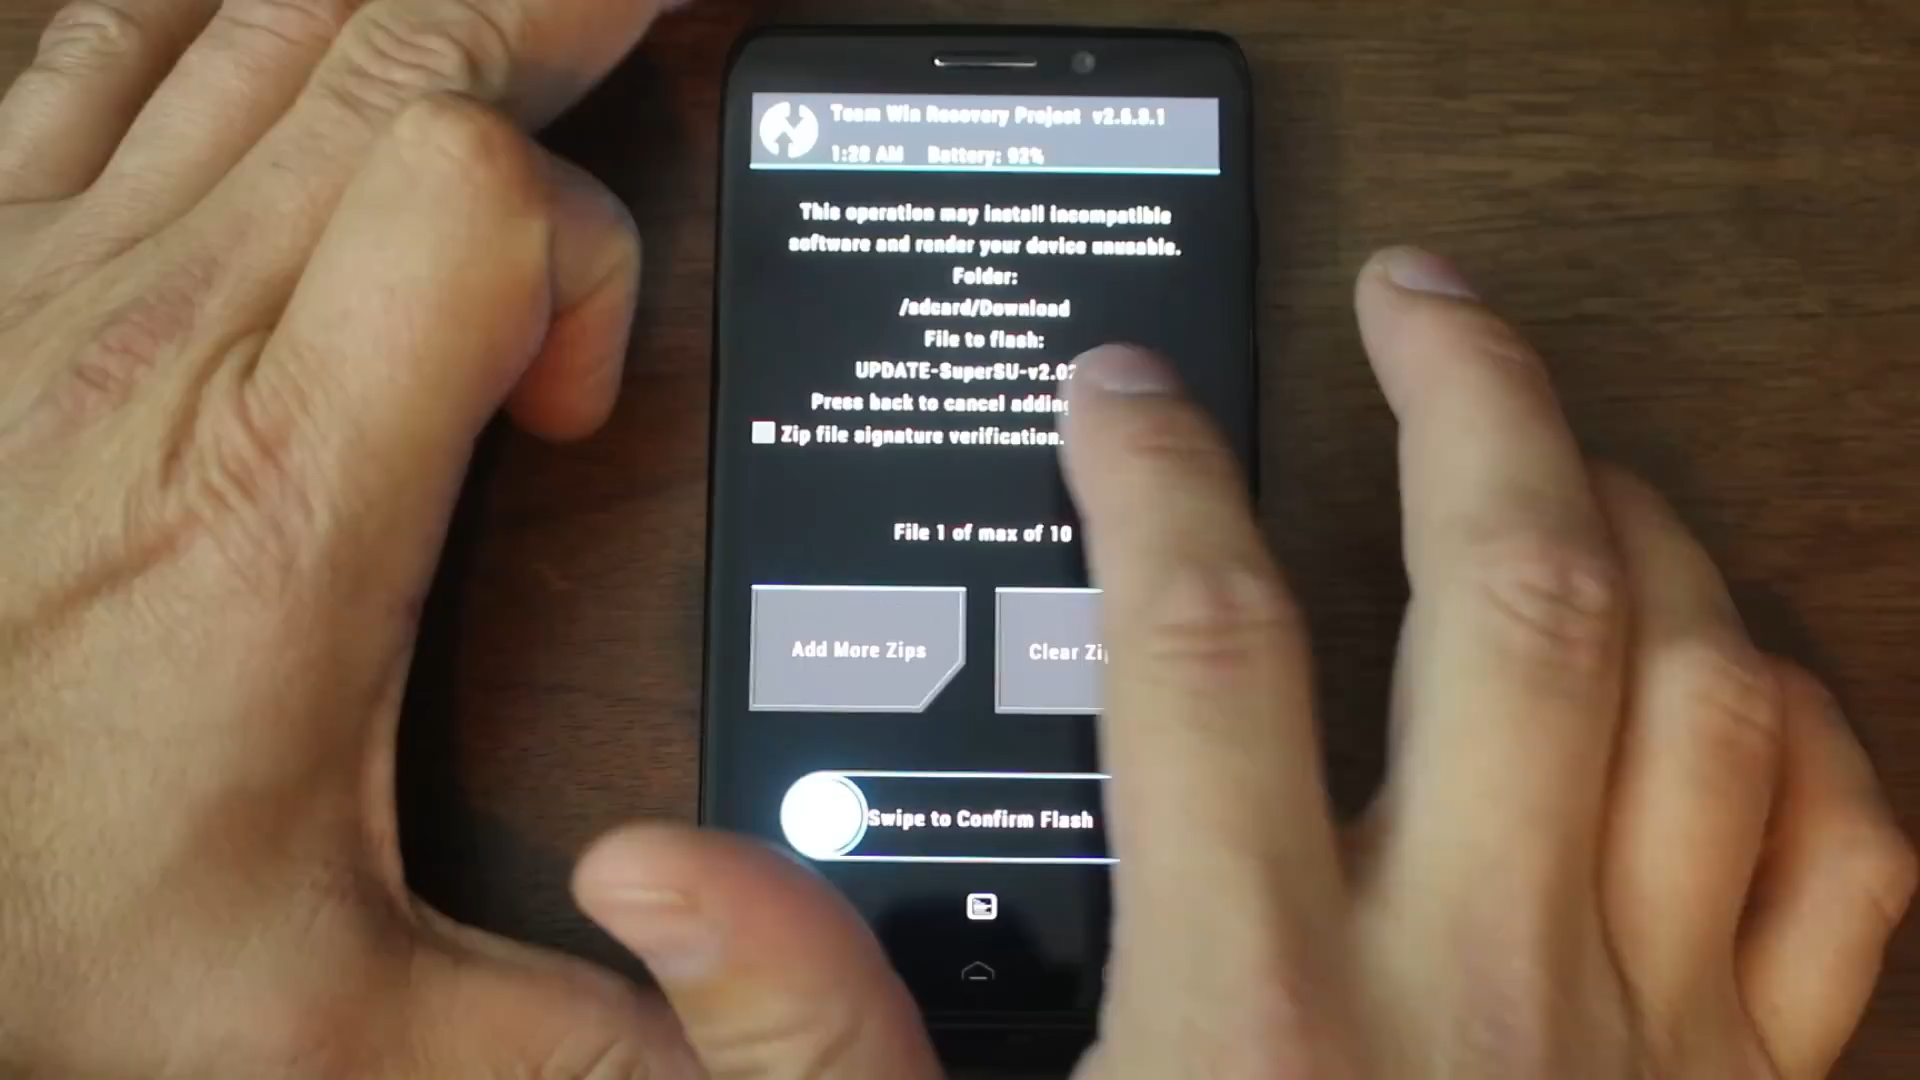 Team Win Recovery Project v2.6.3.1
1:28 AM Battery: 92%
This operation may install incompatible
software and render your device unusable.
Folder:
/sdcard/Download
File to flash:
UPDATE-SuperSU-v2.02
Press back to cancel adding
Zip file signature verification.
File 1 of max of 10
Add More Zips
Clear Zi
Swipe to Confirm Flash